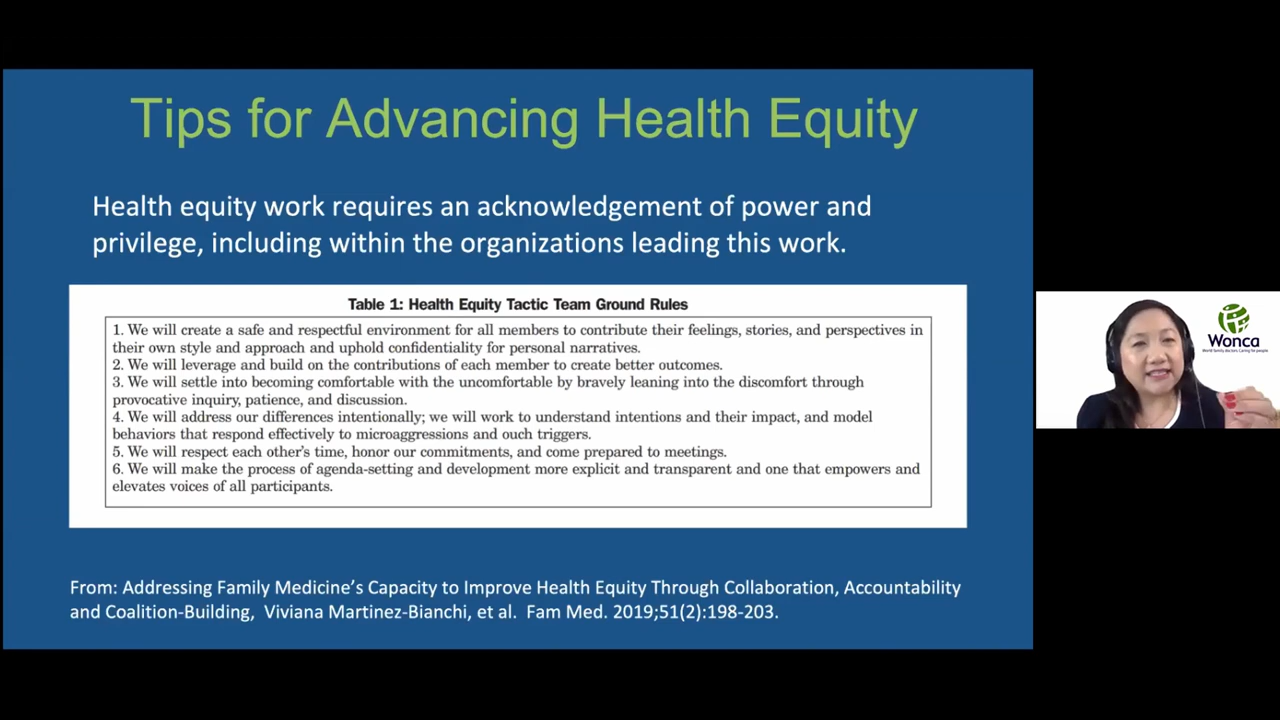 Tips for Advancing Health Equity
Health equity work requires an acknowledgement of power and
privilege, including within the organizations leading this work.
Table 1: Health Equity Tactic Team Ground Rules
1. We will create a safe and respectful environment for all members to contribute their feelings, stories, and perspectives in
their own style and approach and uphold confidentiality for personal narratives.
2. We will leverage and build on the contributions of each member to create better outcomes.
3. We will settle into becoming comfortable with the uncomfortable by bravely leaning into the discomfort through
provocative inquiry, patience, and discussion.
4. We will address our differences intentionally; we will work to understand intentions and their impact, and model
behaviors that respond effectively to microaggressions and ouch triggers.
5. We will respect each other's time, honor our commitments, and come prepared to meetings.
6. We will make the process of agenda-setting and development more explicit and transparent and one that empowers and
elevates voices of all participants.
From: Addressing Family Medicine's Capacity to Improve Health Equity Through Collaboration, Accountability
and Coalition-Building, Viviana Martinez-Bianchi, et al. Fam Med. 2019;51(2):198-203.
Wonca
World family doctors. Caring for people